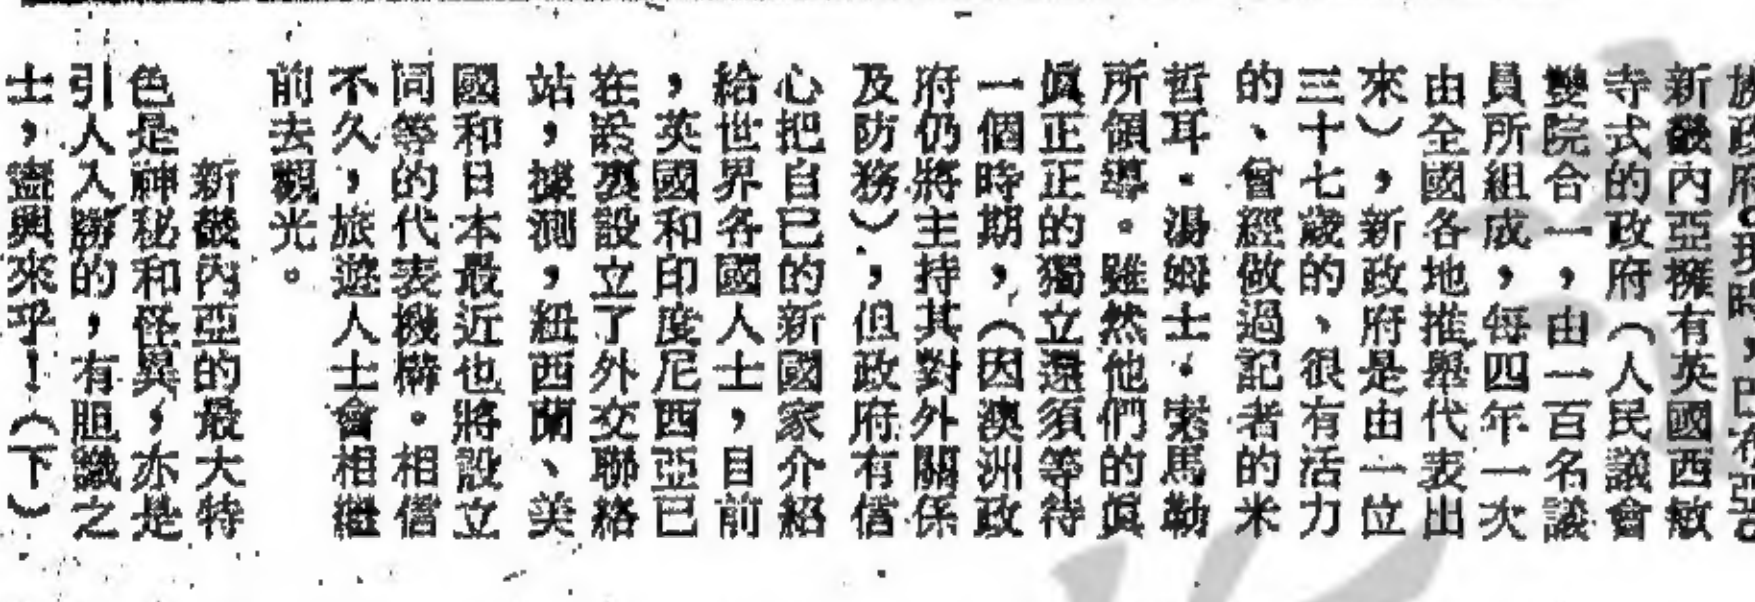 族政府。現時，巴布亞
新畿內亞擁有英國西敏
寺式的政府（人民議會
雙院合一，由一百名議
員所組成，每四年一次
由全國各地推舉代表出
來），新政府是由一位
三十七歲的、很有活力
的、曾經做過記者的米
哲耳·湯姆士·索馬勒
所領導。雖然他們的眞
眞正正的獨立還須等待
一個時期，（因澳洲政
府仍將主持其對外關係
及防務），但政府有信
心把自己的新國家介紹
給世界各國人士，目前
，英國和印度尼西亞已
在該處設立了外交聯絡
站，據測，紐西蘭、美
國和日本最近也將設立
同等的代表機構。相信
不久，旅遊人士會相繼
前去觀光。
新畿內亞的最大特
色是神秘和怪異，亦是
引人入勝的，有胆識之
士，盍興來乎！（下）